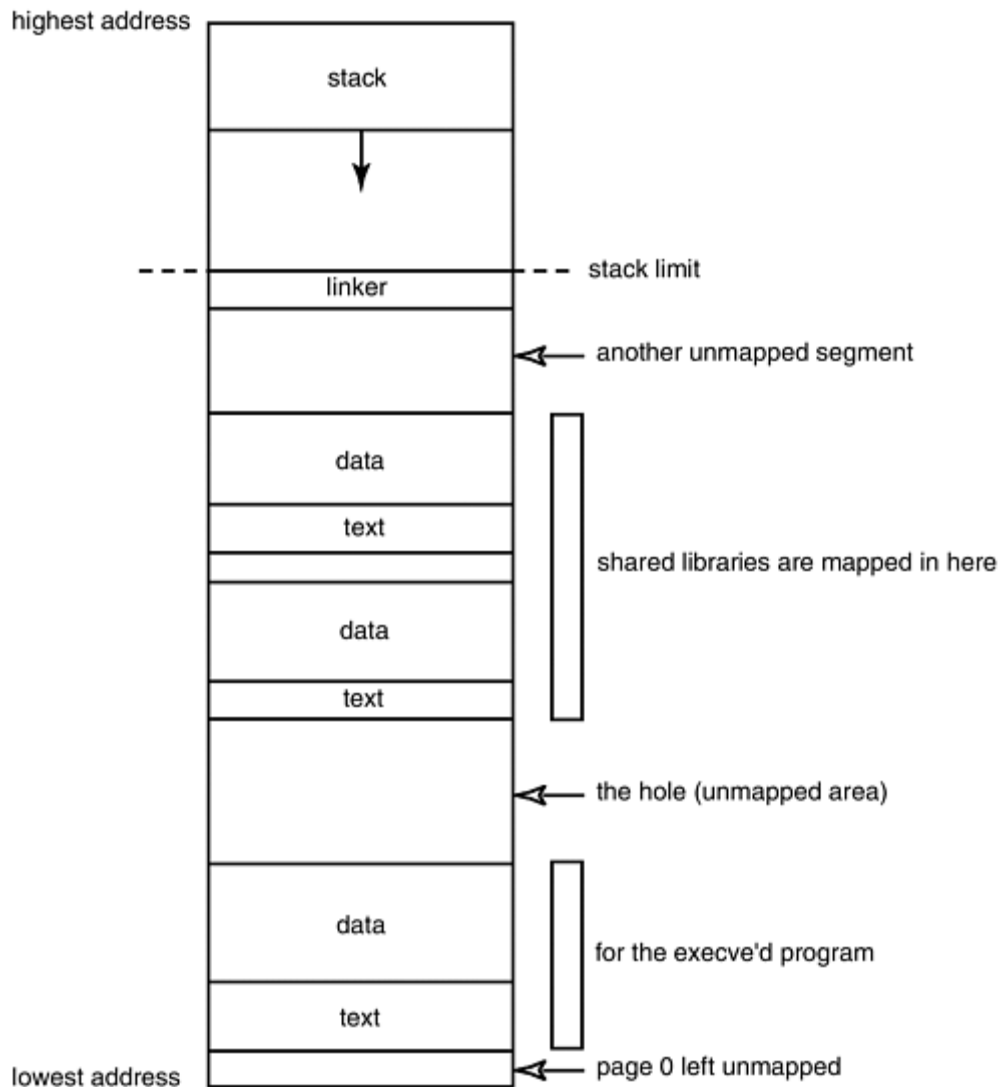 highest address
stack
stack limit
linker
another unmapped segment
data
text
shared libraries are mapped in here
data
text
the hole (unmapped area)
data
for the execve'd program
text
page 0 left unmapped
lowest address